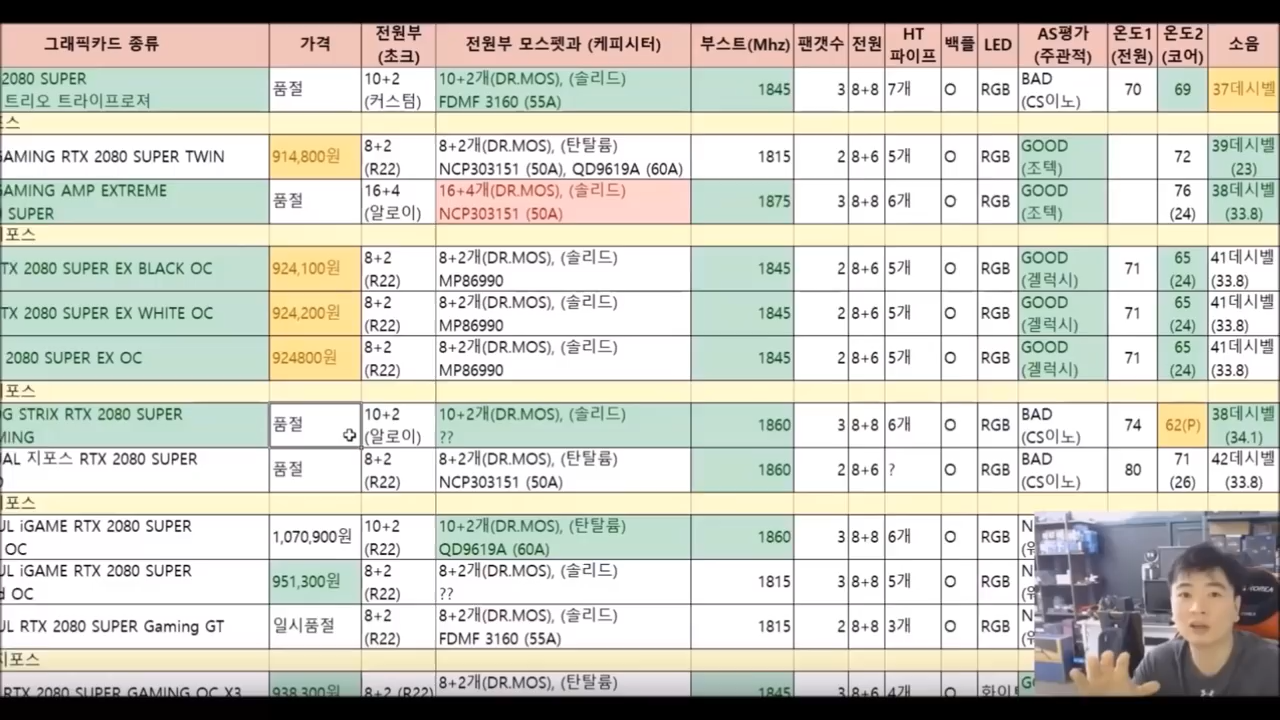 그래픽카드 종류 가격 전원부 (초크) 전원부 모스펫과 (케피시터) 부스트(Mhz) 팬갯수 전원 HT 파이프 백플 LED AS평가 (주관적) 온도1 (전원) 온도2 (코어) 소음
2080 SUPER 트리오 트라이프로져 품절 10+2 (커스텀) 10+2개(DR.MOS), (솔리드) FDMF 3160 (55A) 1845 3 8+8 7개 O RGB BAD (CS이노) 70 69 37데시벨
포스
GAMING RTX 2080 SUPER TWIN 914,800원 8+2 (R22) 8+2개(DR.MOS), (탄탈륨) NCP303151 (50A), QD9619A (60A) 1815 2 8+6 5개 O RGB GOOD (조텍) 72 39데시벨 (23)
GAMING AMP EXTREME SUPER 품절 16+4 (알로이) 16+4개(DR.MOS), (솔리드) NCP303151 (50A) 1875 3 8+8 6개 O RGB GOOD (조텍) 76 (24) 38데시벨 (33.8)
지포스
TX 2080 SUPER EX BLACK OC 924,100원 8+2 (R22) 8+2개(DR.MOS), (솔리드) MP86990 1845 2 8+6 5개 O RGB GOOD (겔럭시) 71 65 (24) 41데시벨 (33.8)
TX 2080 SUPER EX WHITE OC 924,200원 8+2 (R22) 8+2개(DR.MOS), (솔리드) MP86990 1845 2 8+6 5개 O RGB GOOD (겔럭시) 71 65 (24) 41데시벨 (33.8)
2080 SUPER EX OC 924800원 8+2 (R22) 8+2개(DR.MOS), (솔리드) MP86990 1845 2 8+6 5개 O RGB GOOD (겔럭시) 71 65 (24) 41데시벨 (33.8)
지포스
G STRIX RTX 2080 SUPER MING 품절 10+2 (알로이) 10+2개(DR.MOS), (솔리드) ?? 1860 3 8+8 6개 O RGB BAD (CS이노) 74 62(P) 38데시벨 (34.1)
UAL 지포스 RTX 2080 SUPER 품절 8+2 (R22) 8+2개(DR.MOS), (탄탈륨) NCP303151 (50A) 1860 2 8+6 ? O RGB BAD (CS이노) 80 71 (26) 42데시벨 (33.8)
지포스
UL iGAME RTX 2080 SUPER OC 1,070,900원 10+2 (R22) 10+2개(DR.MOS), (탄탈륨) QD9619A (60A) 1860 3 8+8 6개 O RGB
UL iGAME RTX 2080 SUPER d OC 951,300원 8+2 (R22) 8+2개(DR.MOS), (솔리드) ?? 1815 3 8+8 5개 O RGB
UL RTX 2080 SUPER Gaming GT 일시품절 8+2 (R22) 8+2개(DR.MOS), (솔리드) FDMF 3160 (55A) 1815 2 8+8 3개 O RGB
지포스
RTX 2080 SUPER GAMING OC X3 938,300원 8+2 (R22) 8+2개(DR.MOS), (탄탈륨) 1845 3 8+6 4개 O